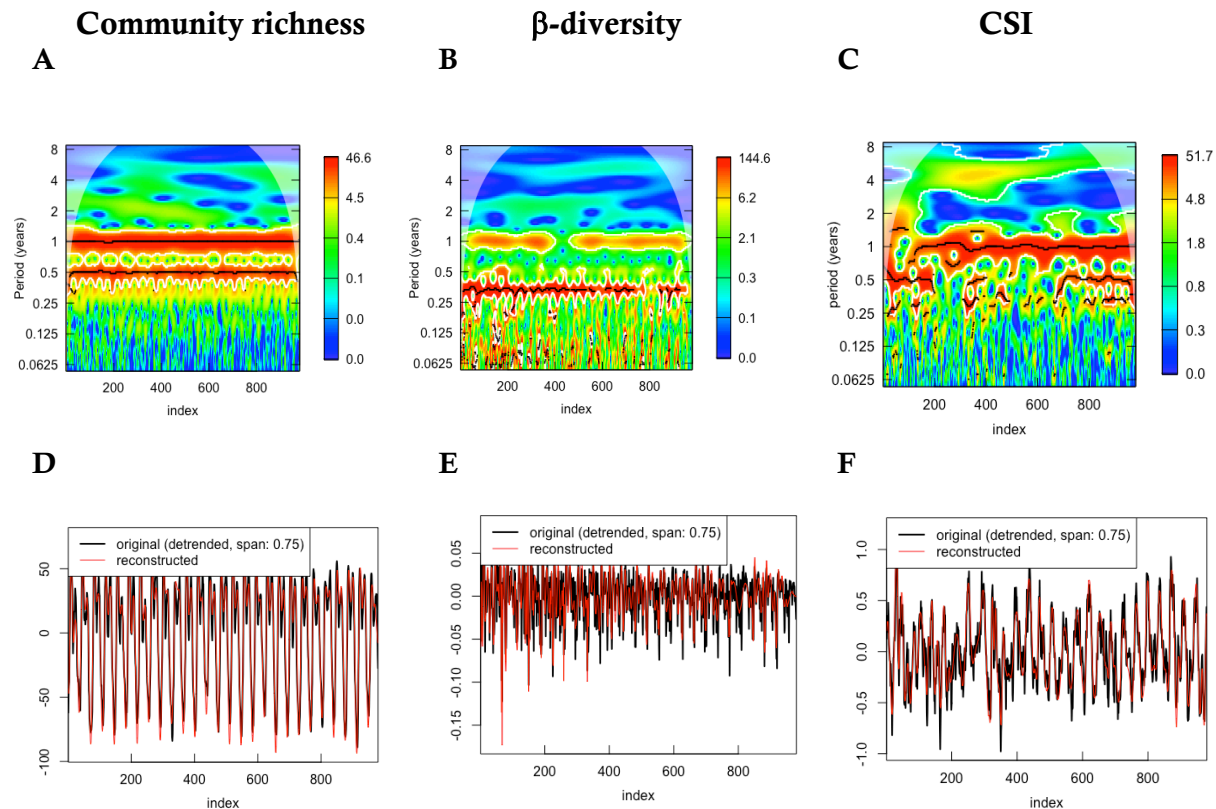 Community richness
β-diversity
CSI
A
B
C
Period (years)
8
4
2
1
0.5
0.25
0.125
0.0625
200 400 600 800
index
46.6
4.5
0.4
0.0
0.0
0.0
Period (years)
8
4
2
1
0.5
0.25
0.125
0.0625
200 400 600 800
index
144.6
6.2
2.1
0.3
0.1
0.0
period (years)
8
4
2
1
0.5
0.25
0.125
0.0625
200 400 600 800
index
51.7
4.8
1.8
0.8
0.3
0.0
D
E
F
original (detrended, span: 0.75)
reconstructed
50
0
-50
-100
200 400 600 800
index
original (detrended, span: 0.75)
reconstructed
0.05
0.00
-0.05
-0.10
-0.15
200 400 600 800
index
original (detrended, span: 0.75)
reconstructed
1.0
0.5
0.0
-0.5
-1.0
200 400 600 800
index